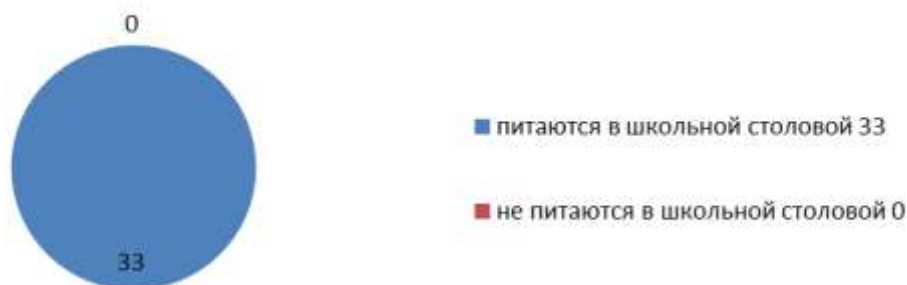 0
33
питаются в школьной столовой 33
не питаются в школьной столовой 0